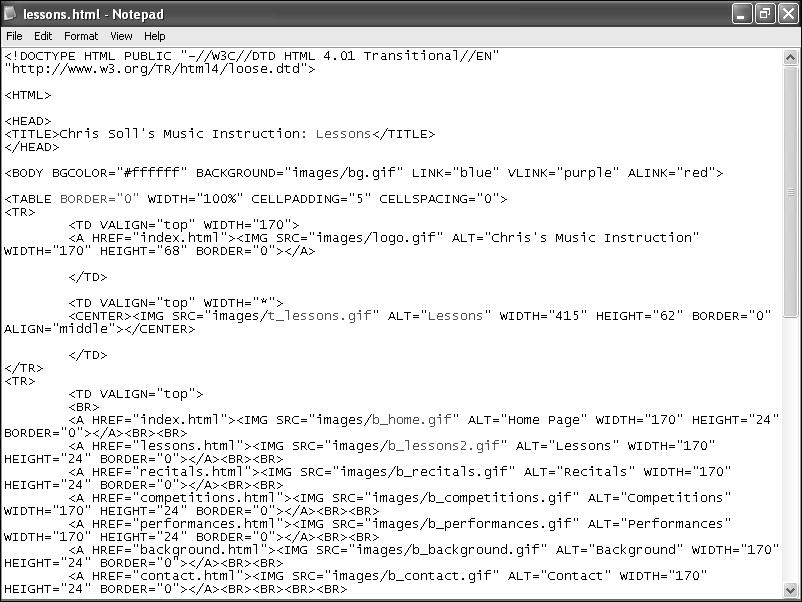 lessons.html - Notepad
File Edit Format View Help
<!DOCTYPE HTML PUBLIC "-//W3C//DTD HTML 4.01 Transitional//EN"
"http://www.w3.org/TR/html4/loose.dtd">
<HTML>
<HEAD>
<TITLE>Chris Soll's Music Instruction: Lessons</TITLE>
</HEAD>
<BODY BGCOLOR="#ffffff" BACKGROUND="images/bg.gif" LINK="blue" VLINK="purple" ALINK="red">
<TABLE BORDER="0" WIDTH="100%" CELLPADDING="5" CELLSPACING="0">
<TR>
<TD VALIGN="top" WIDTH="170">
<A HREF="index.html"><IMG SRC="images/logo.gif" ALT="Chris's Music Instruction"
WIDTH="170" HEIGHT="68" BORDER="0"></A>
</TD>
<TD VALIGN="top" WIDTH="*">
<CENTER><IMG SRC="images/t_lessons.gif" ALT="Lessons" WIDTH="415" HEIGHT="62" BORDER="0"
ALIGN="middle"></CENTER>
</TD>
</TR>
<TR>
<TD VALIGN="top">
<BR>
<A HREF="index.html"><IMG SRC="images/b_home.gif" ALT="Home Page" WIDTH="170" HEIGHT="24"
BORDER="0"></A><BR><BR>
<A HREF="lessons.html"><IMG SRC="images/b_lessons2.gif" ALT="Lessons" WIDTH="170"
HEIGHT="24" BORDER="0"></A><BR><BR>
<A HREF="recitals.html"><IMG SRC="images/b_recitals.gif" ALT="Recitals" WIDTH="170"
HEIGHT="24" BORDER="0"></A><BR><BR>
<A HREF="competitions.html"><IMG SRC="images/b_competitions.gif" ALT="Competitions"
WIDTH="170" HEIGHT="24" BORDER="0"></A><BR><BR>
<A HREF="performances.html"><IMG SRC="images/b_performances.gif" ALT="Performances"
WIDTH="170" HEIGHT="24" BORDER="0"></A><BR><BR>
<A HREF="background.html"><IMG SRC="images/b_background.gif" ALT="Background" WIDTH="170"
HEIGHT="24" BORDER="0"></A><BR><BR>
<A HREF="contact.html"><IMG SRC="images/b_contact.gif" ALT="Contact" WIDTH="170"
HEIGHT="24" BORDER="0"></A><BR><BR><BR><BR>